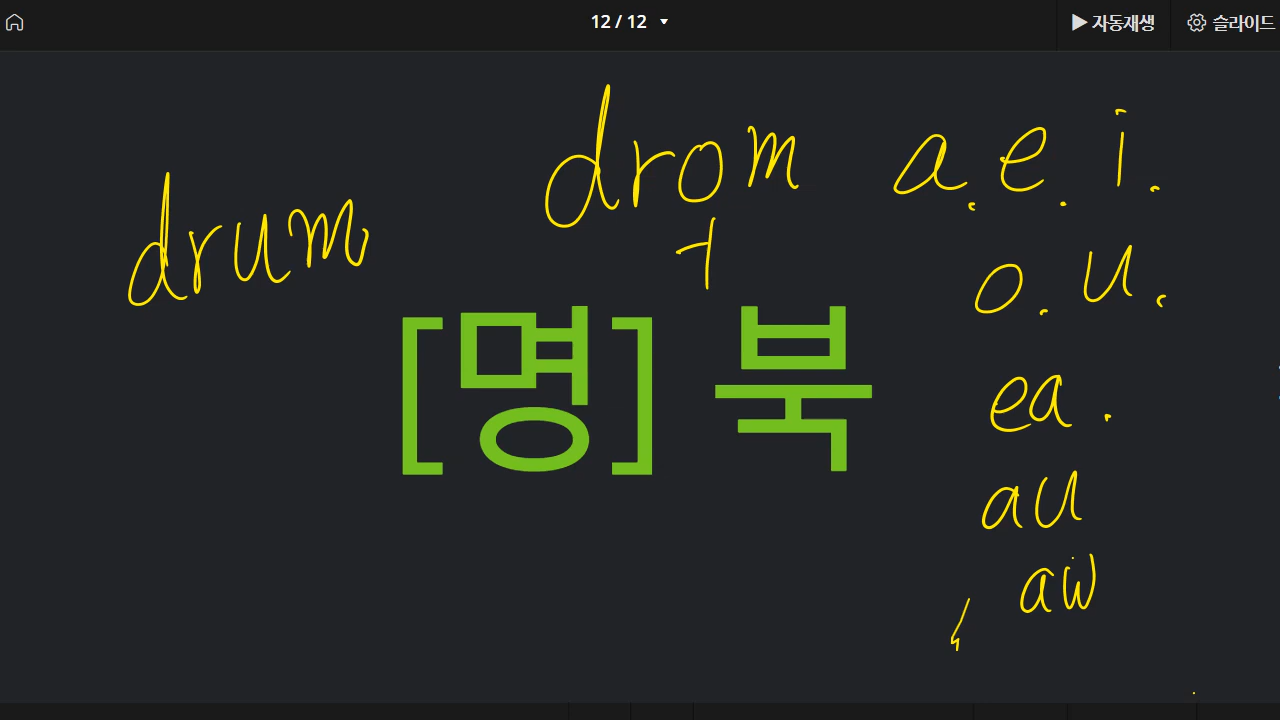 12 / 12
▶ 자동재생
슬라이드
drom a. e. i.
drum
ㅓ
o. u.
[명] 북
ea.
au
aw